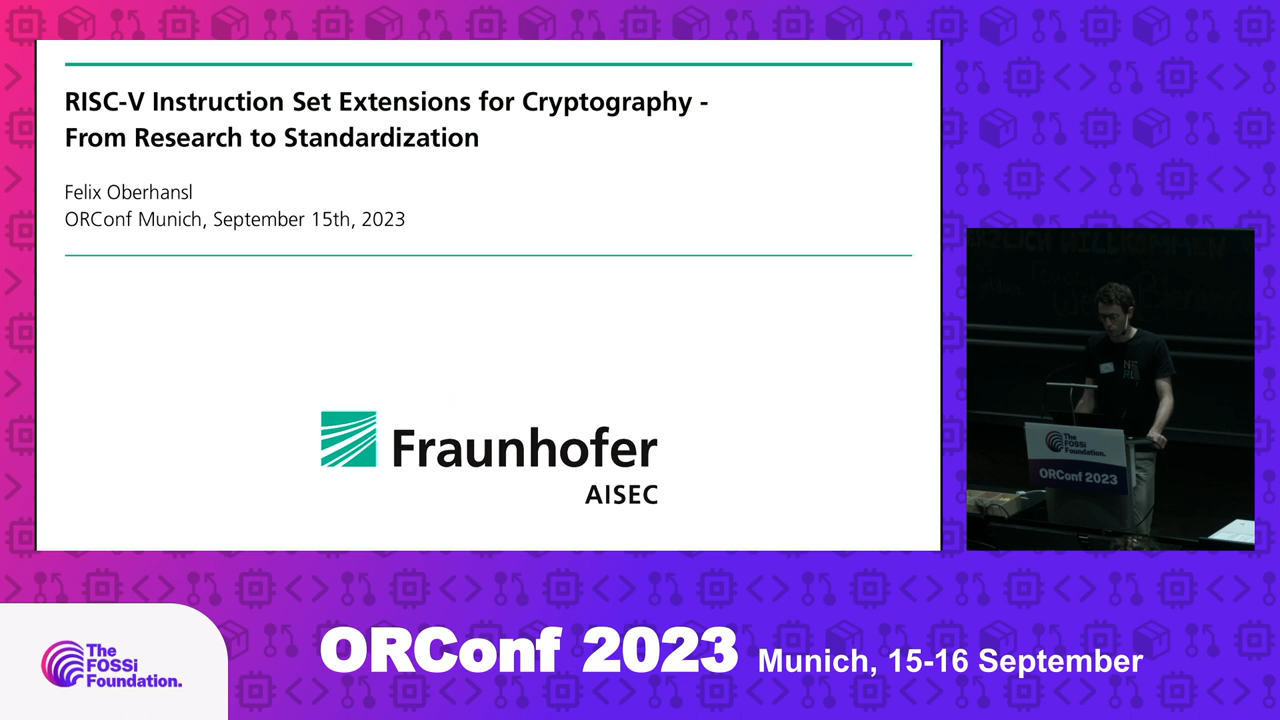 RISC-V Instruction Set Extensions for Cryptography -
From Research to Standardization
Felix Oberhansl
ORConf Munich, September 15th, 2023
Fraunhofer
AISEC
The
FOSSi
Foundation.
ORConf 2023
The
FOSSi
Foundation.
ORConf 2023 Munich, 15-16 September